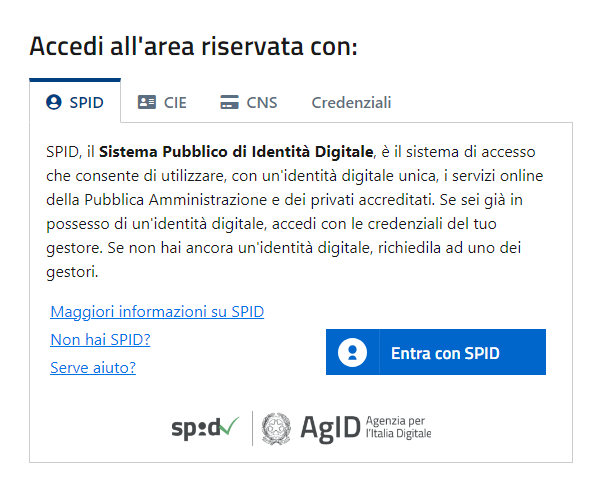 Accedi all'area riservata con:
SPID CIE CNS Credenziali
SPID, il Sistema Pubblico di Identità Digitale, è il sistema di accesso
che consente di utilizzare, con un'identità digitale unica, i servizi online
della Pubblica Amministrazione e dei privati accreditati. Se sei già in
possesso di un'identità digitale, accedi con le credenziali del tuo
gestore. Se non hai ancora un'identità digitale, richiedila ad uno dei
gestori.
Maggiori informazioni su SPID
Non hai SPID?
Serve aiuto?
Entra con SPID
spid AgID Agenzia per
l'Italia Digitale